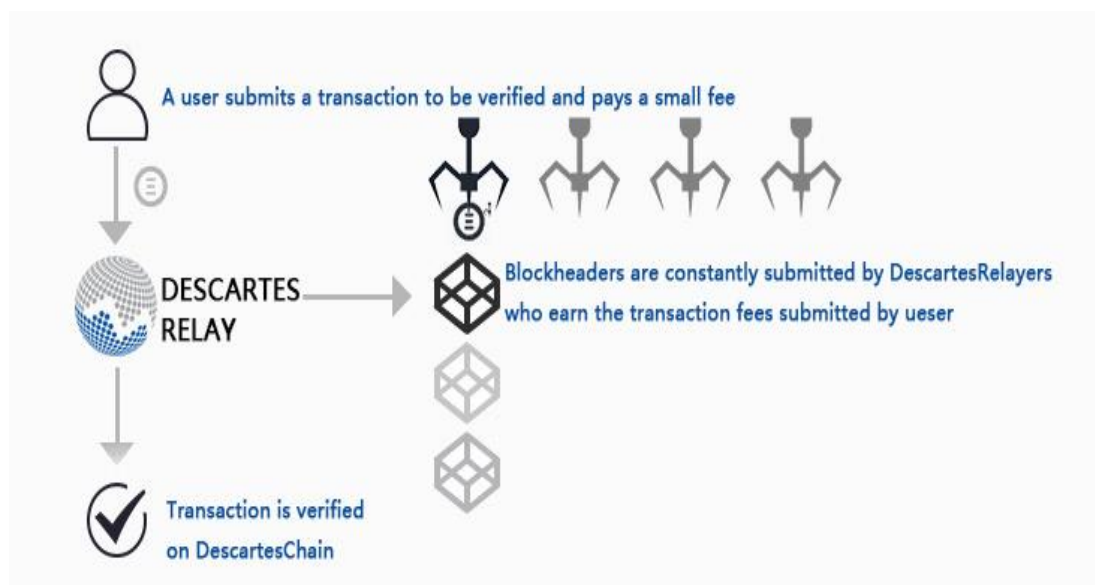 A user submits a transaction to be verified and pays a small fee
DESCARTES
RELAY
Blockheaders are constantly submitted by DescartesRelayers
who earn the transaction fees submitted by ueser
Transaction is verified
on DescartesChain